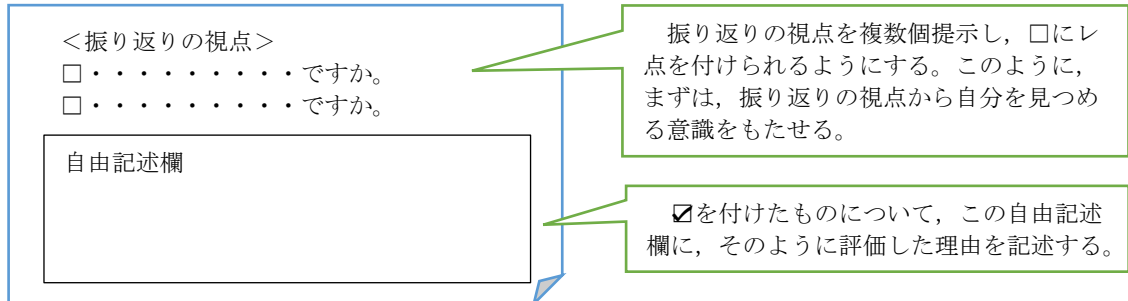 ＜振り返りの視点＞
□・・・・・・・・・ですか。
□・・・・・・・・・ですか。
自由記述欄
振り返りの視点を複数個提示し，□にレ
点を付けられるようにする。このように，
まずは，振り返りの視点から自分を見つめ
る意識をもたせる。
☑を付けたものについて，この自由記述
欄に，そのように評価した理由を記述する。